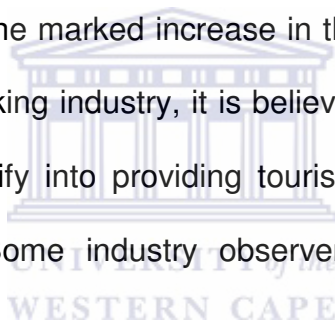 he marked increase in th
king industry, it is believ
ify into providing touris
Some industry observer
UNIVERSITY of the
WESTERN CAPE